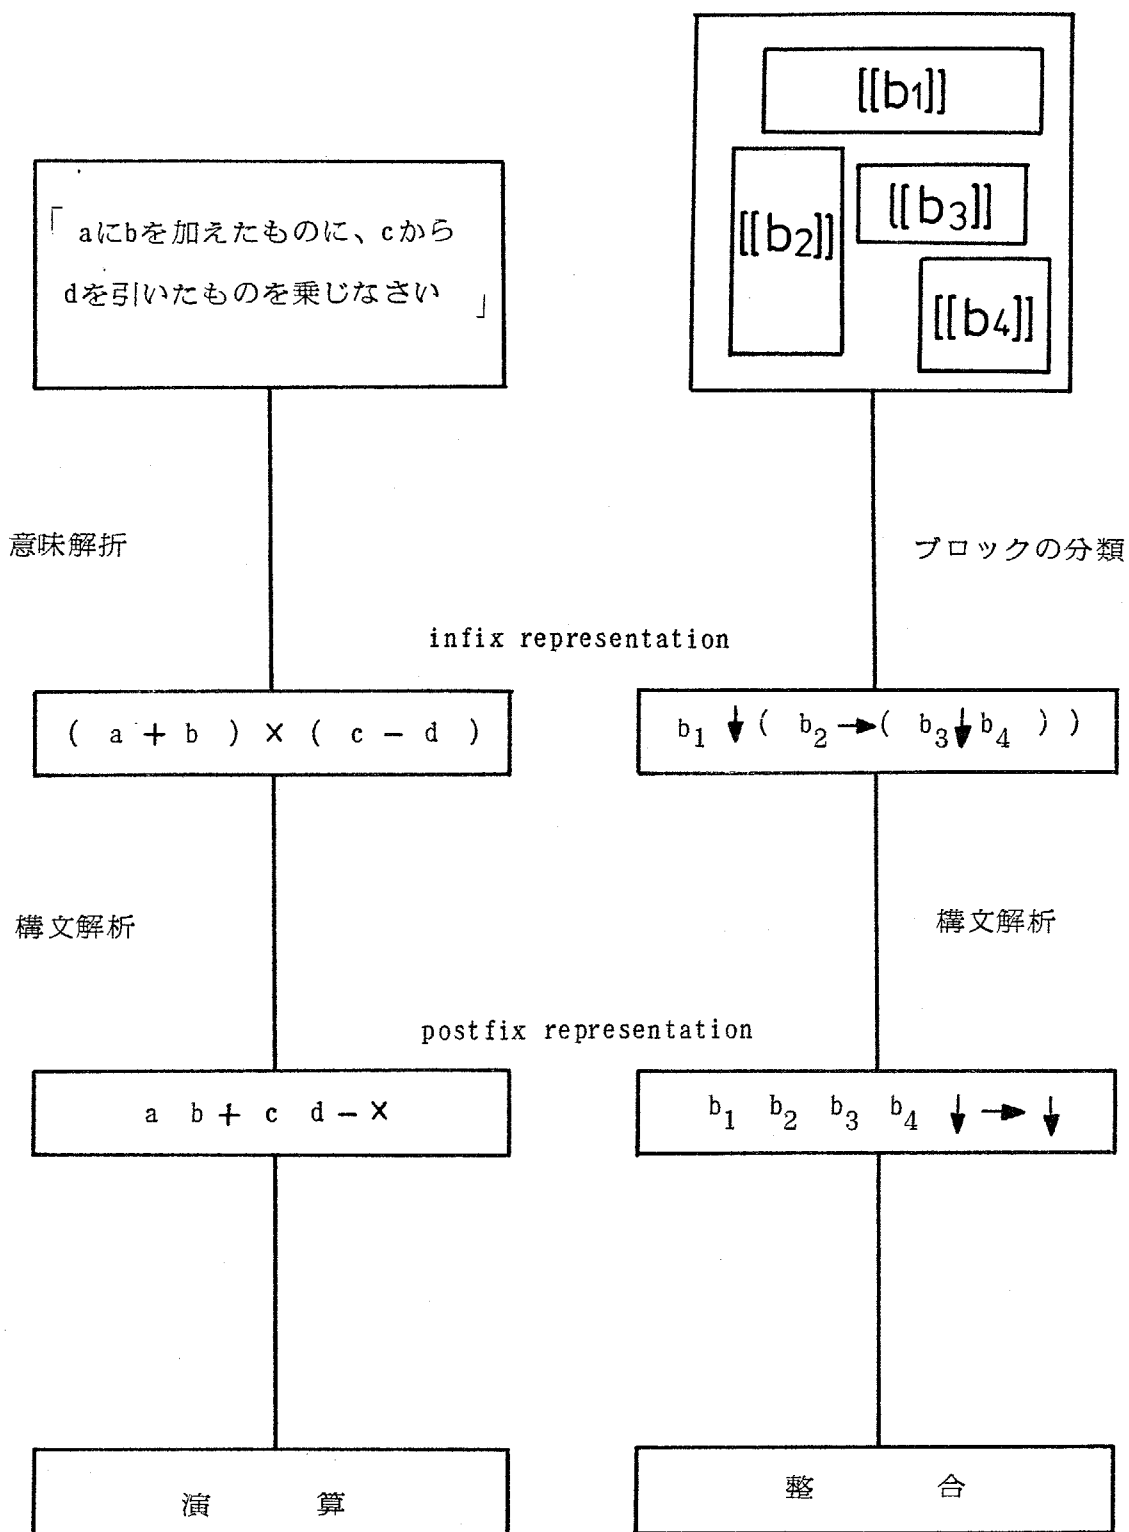 「 aにbを加えたものに、cから
dを引いたものを乗じなさい 」
[[b1]]
[[b2]]
[[b3]]
[[b4]]
意味解折
ブロックの分類
infix representation
( a + b ) × ( c − d )
b1 ↓ ( b2 → ( b3 ↓ b4 ) )
構文解析
構文解析
postfix representation
a b + c d − ×
b1 b2 b3 b4 ↓ → ↓
演 算
整 合